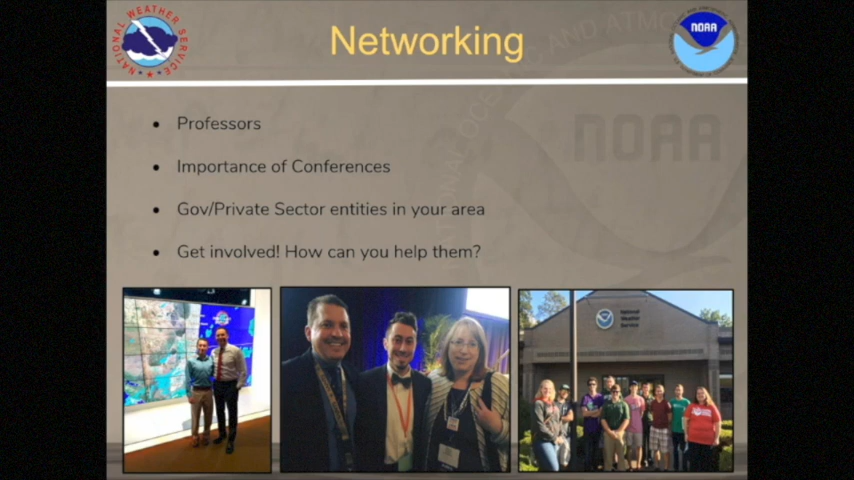 NATIONAL WEATHER SERVICE
Networking
NOAA
NOAA
• Professors
• Importance of Conferences
• Gov/Private Sector entities in your area
• Get involved! How can you help them?
National
Weather
Service